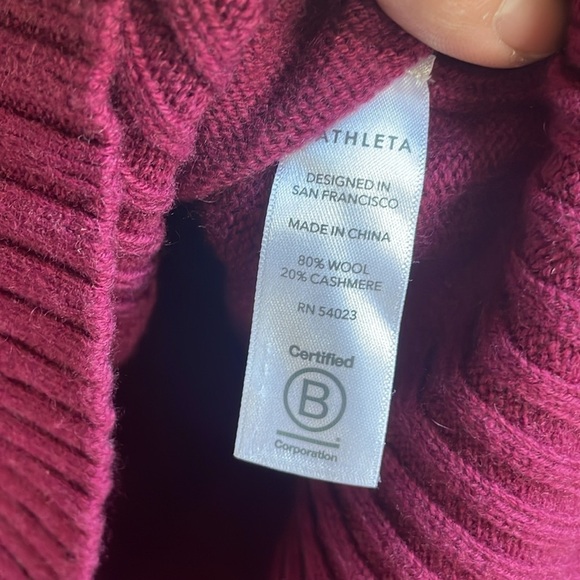 ATHLETA
DESIGNED IN
SAN FRANCISCO
MADE IN CHINA
80% WOOL
20% CASHMERE
RN 54023
Certified
B
Corporation